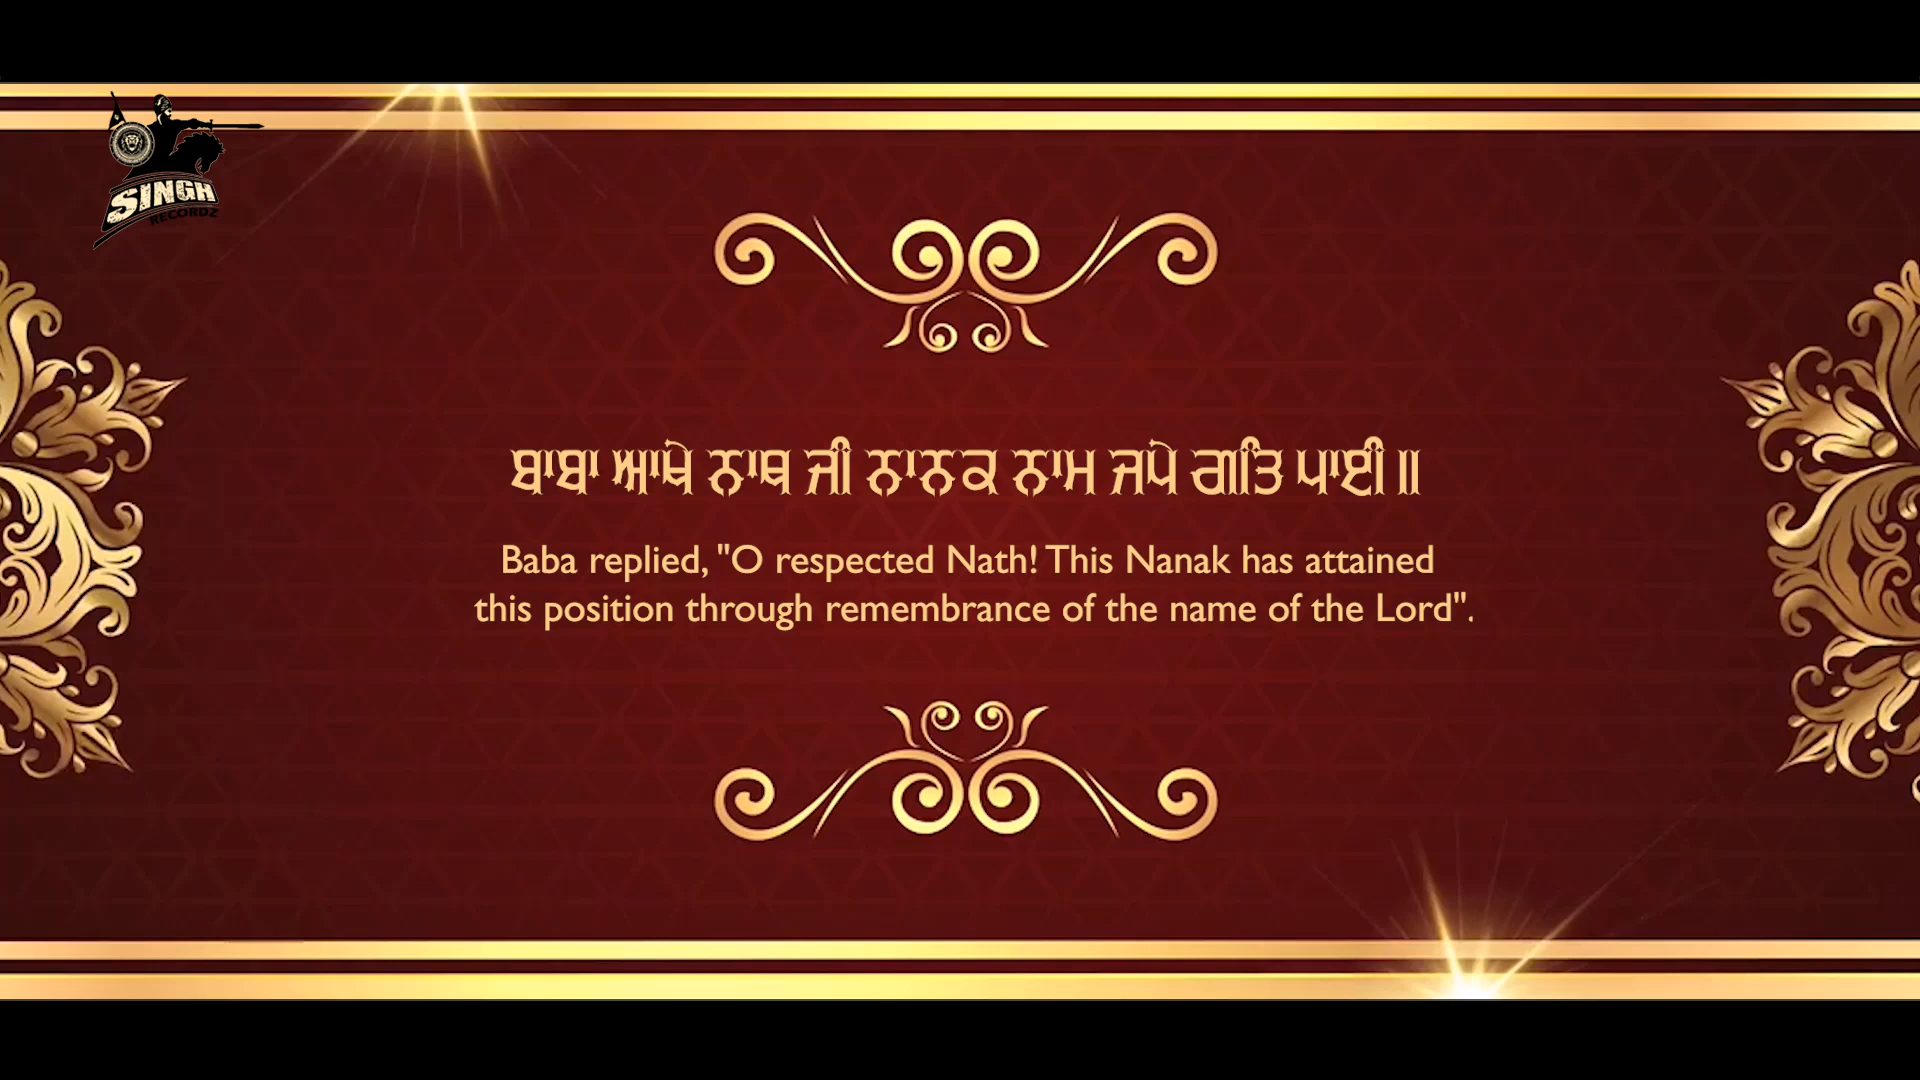 SINGH
RECORDZ
ਬਾਬਾ ਆਖੇ ਨਾਥ ਜੀ ਨਾਨਕ ਨਾਮ ਜਪੇ ਗਤਿ ਪਾਈ॥
Baba replied, "O respected Nath! This Nanak has attained
this position through remembrance of the name of the Lord".